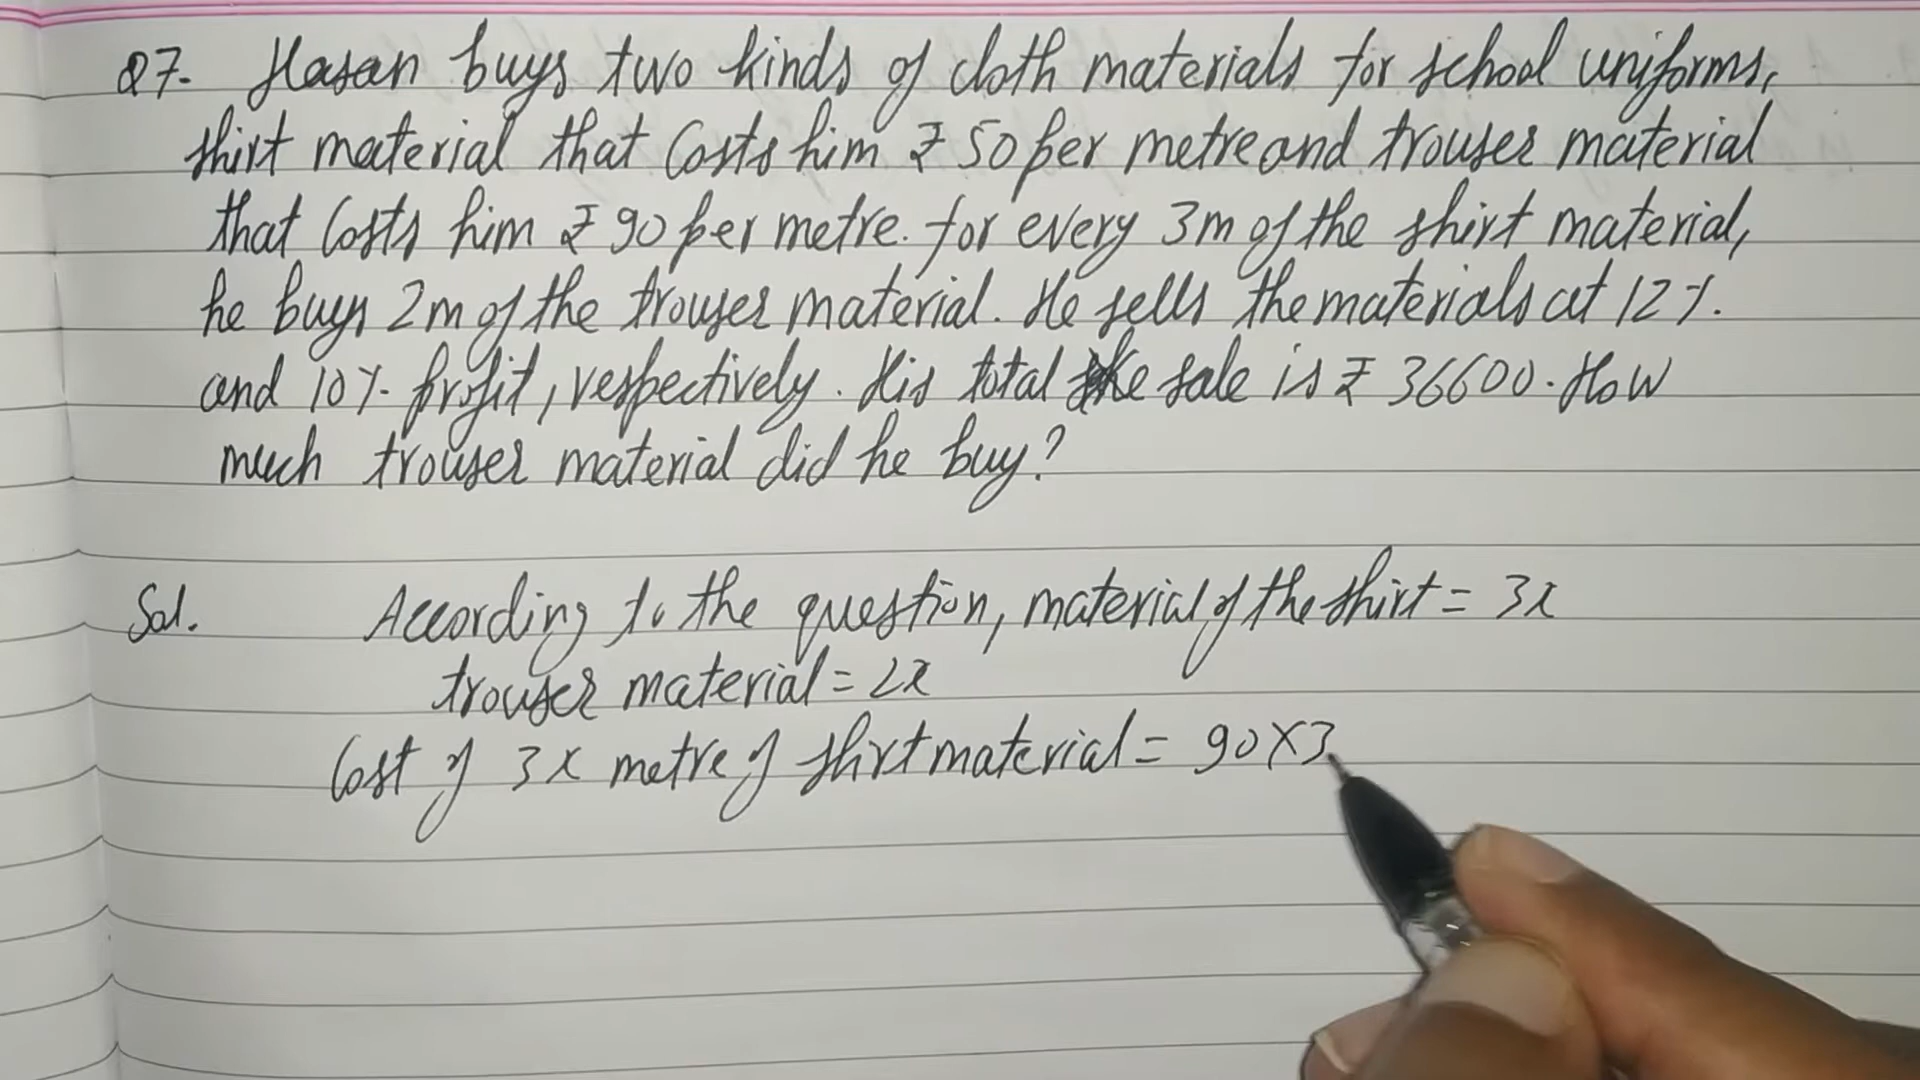 Q7. Hasan buys two kinds of cloth materials for school uniforms,
shirt material that costs him ₹ 50 per metre and trouser material
that costs him ₹ 90 per metre. for every 3m of the shirt material,
he buys 2m of the trouser material. He sells the materials at 12%.
and 10% profit, respectively. His total sale is ₹ 36600. How
much trouser material did he buy?
Sol. According to the question, material of the shirt = 3x
trouser material = 2x
Cost of 3x metre of shirt material = 90×3